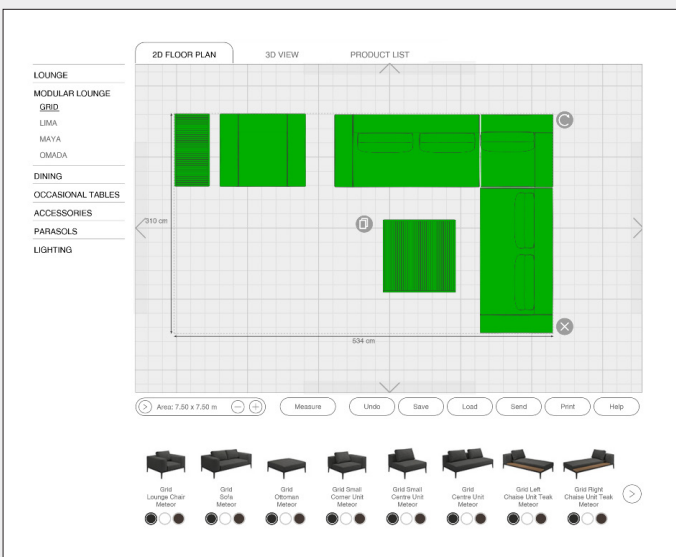 2D FLOOR PLAN
3D VIEW
PRODUCT LIST
LOUNGE
MODULAR LOUNGE
GRID
LIMA
MAYA
OMADA
DINING
OCCASIONAL TABLES
ACCESSORIES
PARASOLS
LIGHTING
310 cm
534 cm
Area: 7.50 x 7.50 m
Measure
Undo
Save
Load
Send
Print
Help
Grid
Lounge Chair
Meteor
Grid
Sofa
Meteor
Grid
Ottoman
Meteor
Grid Small
Corner Unit
Meteor
Grid Small
Centre Unit
Meteor
Grid
Centre Unit
Meteor
Grid Left
Chaise Unit Teak
Meteor
Grid Right
Chaise Unit Teak
Meteor